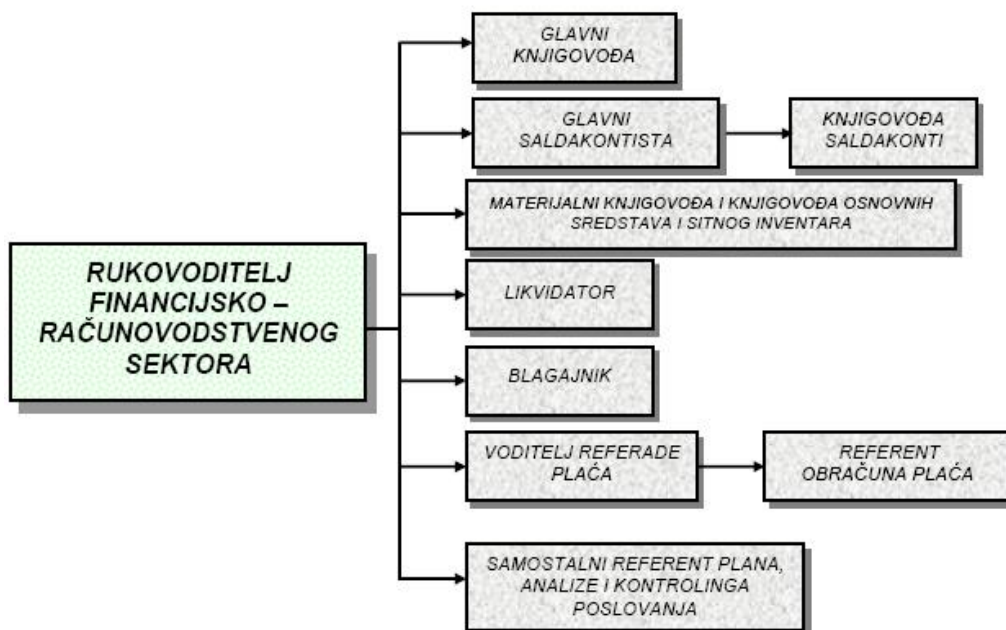 GLAVNI
KNJIGOVOĐA
GLAVNI
SALDAKONTISTA
KNJIGOVOĐA
SALDAKONTI
MATERIJALNI KNJIGOVOĐA I KNJIGOVOĐA OSNOVNIH
SREDSTAVA I SITNOG INVENTARA
RUKOVODITELJ
FINANCIJSKO –
RAČUNOVODSTVENOG
SEKTORA
LIKVIDATOR
BLAGAJNIK
VODITELJ REFERADE
PLAĆA
REFERENT
OBRAČUNA PLAĆA
SAMOSTALNI REFERENT PLANA,
ANALIZE I KONTROLINGA
POSLOVANJA